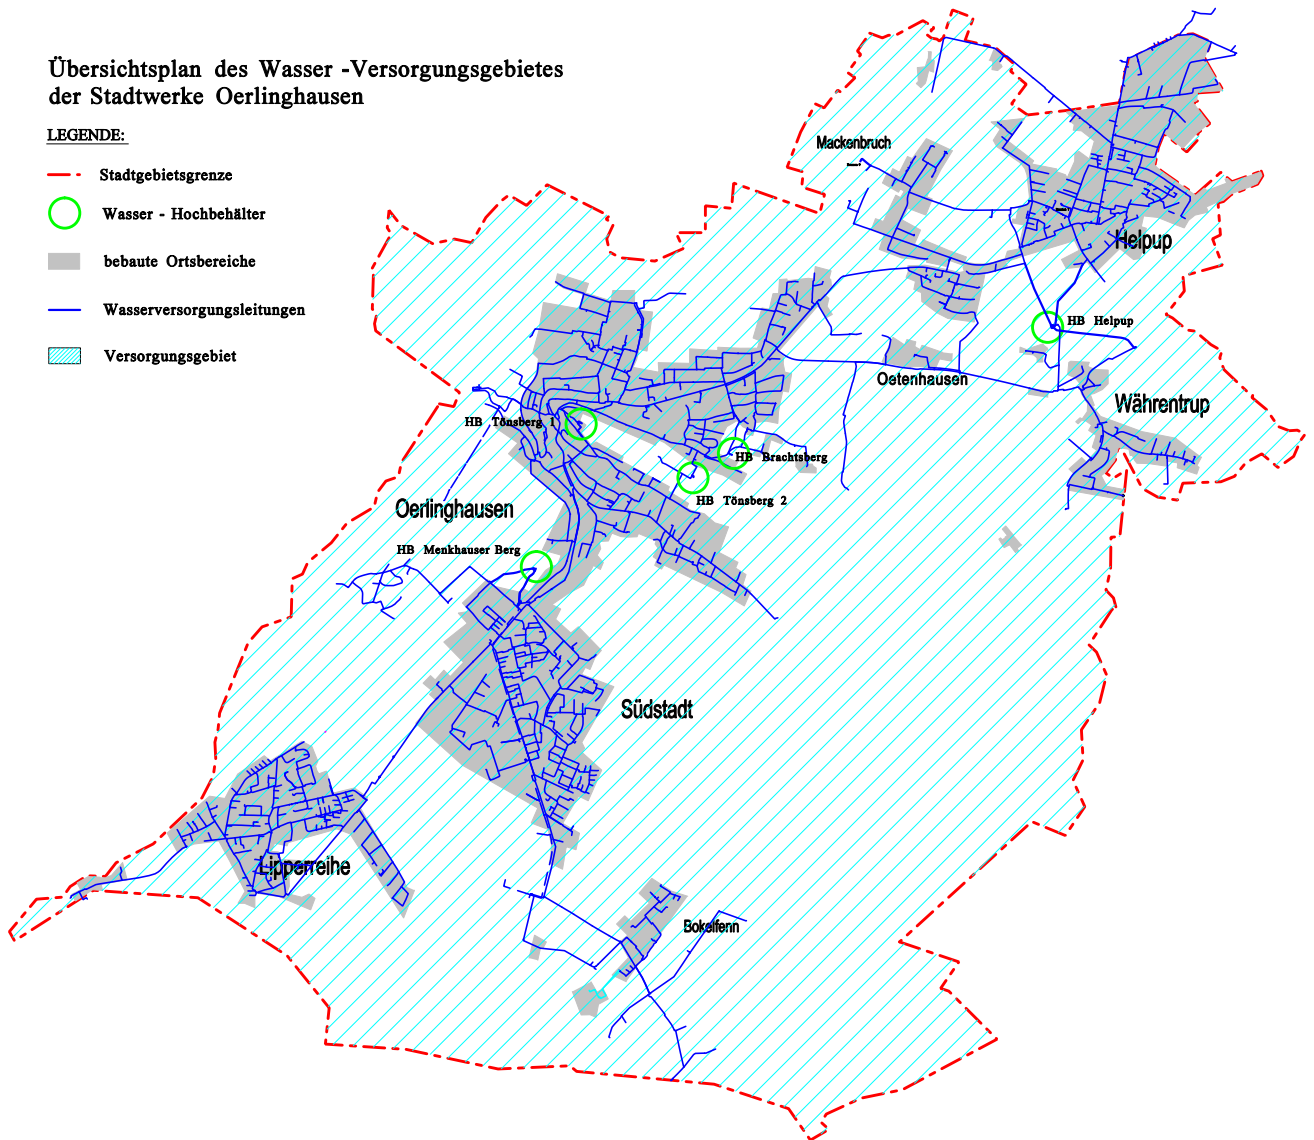 Übersichtsplan des Wasser -Versorgungsgebietes
der Stadtwerke Oerlinghausen
LEGENDE:
Stadtgebietsgrenze
Wasser - Hochbehälter
bebaute Ortsbereiche
Wasserversorgungsleitungen
Versorgungsgebiet
Mackenbruch
Helpup
HB Helpup
Oetenhausen
Währentrup
HB Tönsberg 1
HB Brachtsberg
HB Tönsberg 2
Oerlinghausen
HB Menkhauser Berg
Südstadt
Lipperreihe
Bokelfenn